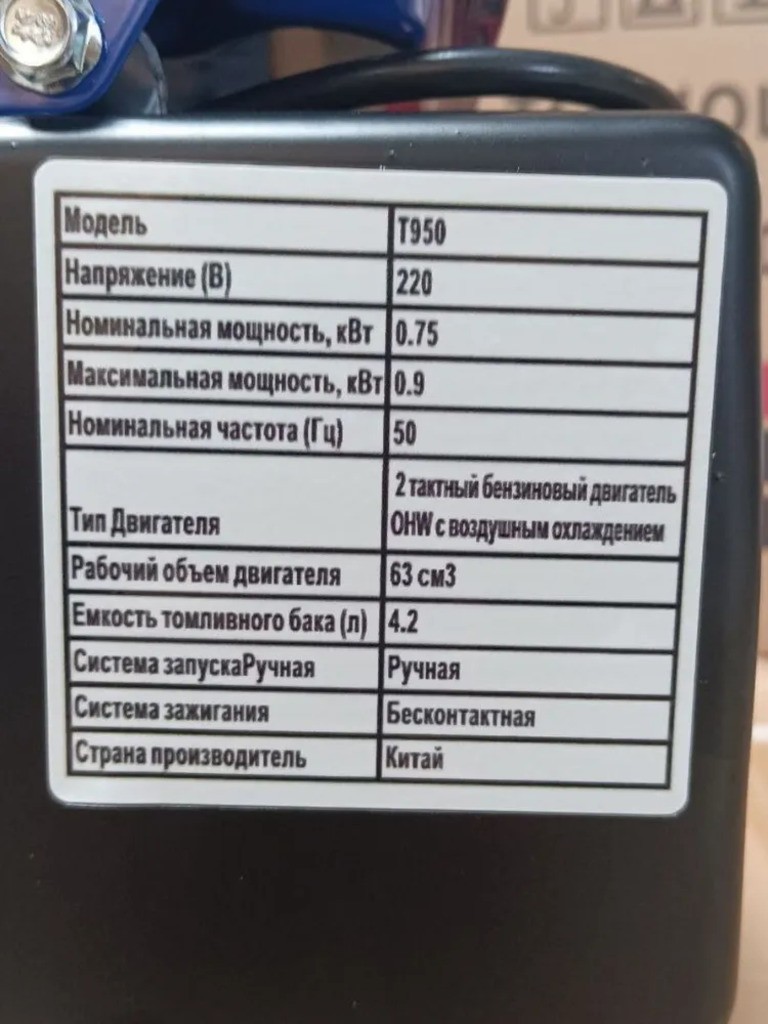 Модель T950
Напряжение (В) 220
Номинальная мощность, кВт 0.75
Максимальная мощность, кВт 0.9
Номинальная частота (Гц) 50
2 тактный бензиновый двигатель
Тип Двигателя OHW с воздушным охлаждением
Рабочий объем двигателя 63 см3
Емкость томливного бака (л) 4.2
Система запускаРучная Ручная
Система зажигания Бесконтактная
Страна производитель Китай